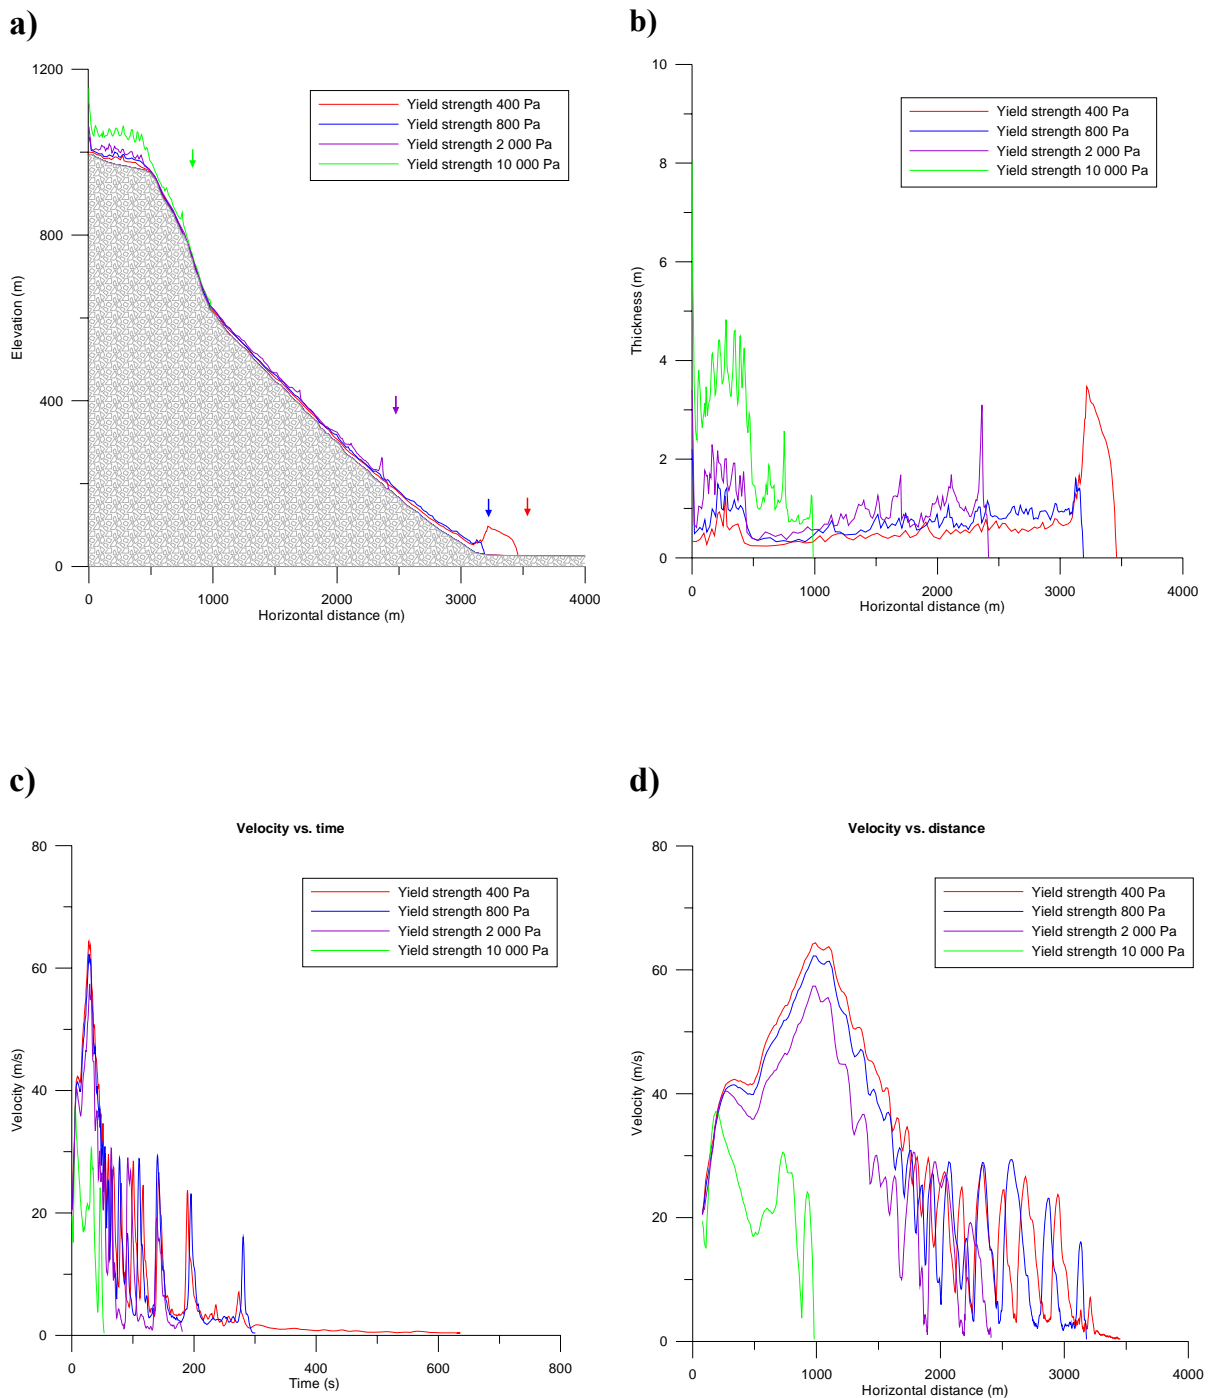 a)
1200
800
400
0
Elevation (m)
0
1000
2000
3000
4000
Horizontal distance (m)
Yield strength 400 Pa
Yield strength 800 Pa
Yield strength 2 000 Pa
Yield strength 10 000 Pa
b)
10
8
6
4
2
0
Thickness (m)
0
1000
2000
3000
4000
Horizontal distance (m)
Yield strength 400 Pa
Yield strength 800 Pa
Yield strength 2 000 Pa
Yield strength 10 000 Pa
c)
Velocity vs. time
80
60
40
20
0
Velocity (m/s)
0
200
400
600
800
Time (s)
Yield strength 400 Pa
Yield strength 800 Pa
Yield strength 2 000 Pa
Yield strength 10 000 Pa
d)
Velocity vs. distance
80
60
40
20
0
Velocity (m/s)
0
1000
2000
3000
4000
Horizontal distance (m)
Yield strength 400 Pa
Yield strength 800 Pa
Yield strength 2 000 Pa
Yield strength 10 000 Pa